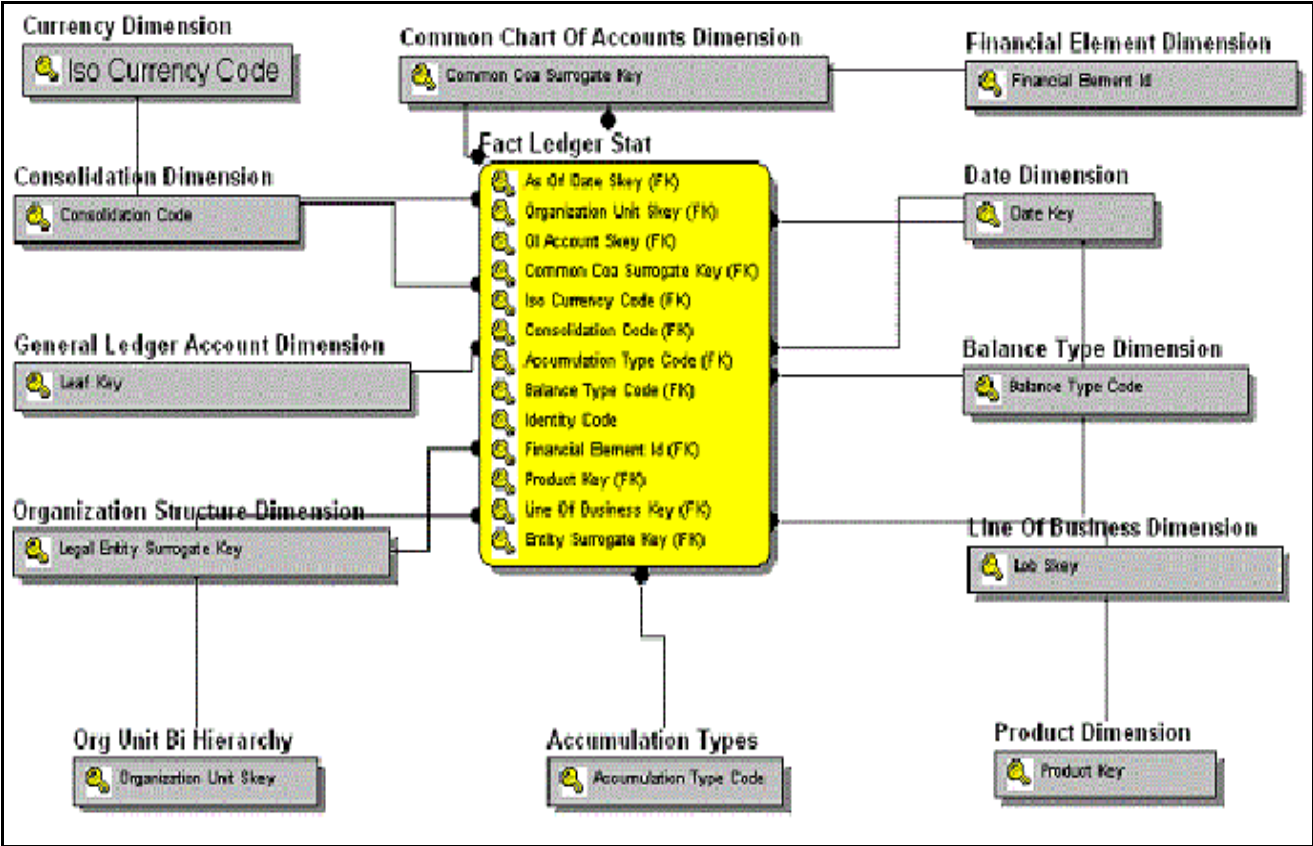 Currency Dimension
Iso Currency Code
Common Chart Of Accounts Dimension
Common Coa Surrogate Key
Financial Element Dimension
Financial Element Id
Consolidation Dimension
Consolidation Code
Fact Ledger Stat
As Of Date Skey (FK)
Organization Unit Skey (FK)
Gl Account Skey (FK)
Common Coa Surrogate Key (FK)
Iso Currency Code (FK)
Consolidation Code (FK)
Accumulation Type Code (FK)
Balance Type Code (FK)
Identity Code
Financial Element Id (FK)
Product Key (FK)
Line Of Business Key (FK)
Entity Surrogate Key (FK)
Date Dimension
Date Key
General Ledger Account Dimension
Leaf Key
Balance Type Dimension
Balance Type Code
Organization Structure Dimension
Legal Entity Surrogate Key
Line Of Business Dimension
Lob Skey
Org Unit Bi Hierarchy
Organization Unit Skey
Accumulation Types
Accumulation Type Code
Product Dimension
Product Key